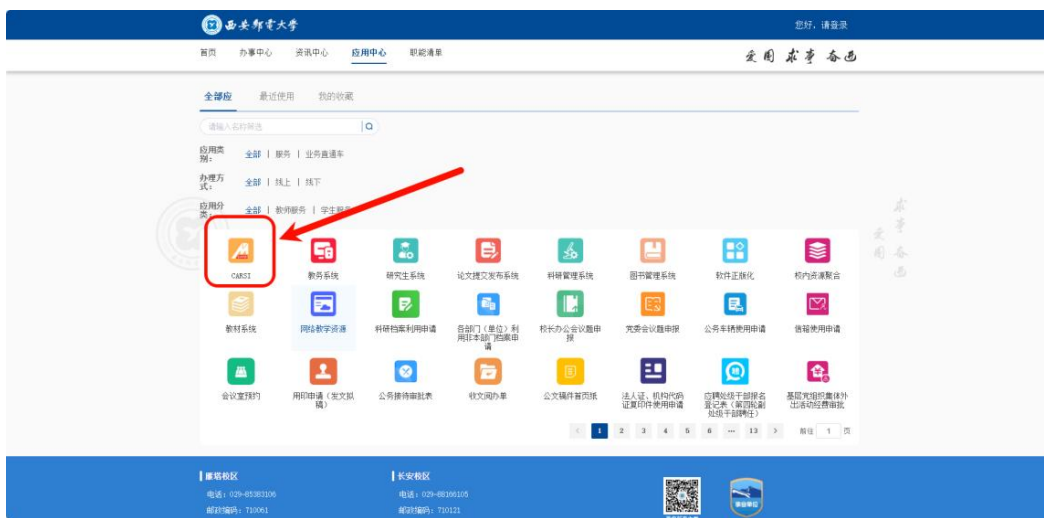 西安邮电大学
您好，请登录
首页 办事中心 资讯中心 应用中心 职能清单
爱国 求是 奋进
全部应 最近使用 我的收藏
请输入名称筛选
应用类别： 全部 | 服务 | 业务直通车
办理方式： 全部 | 线上 | 线下
应用分类： 全部 | 教师服务 | 学生服务
CARSI 教务系统 研究生系统 论文提交发布系统 科研管理系统 图书管理系统 软件正版化 校内资源聚合
教材系统 网络教学资源 科研档案利用申请 各部门（单位）利用非本部门档案申请 校长办公会议题申报 党委会议题申报 公务车辆使用申请 信箱使用申请
会议室预约 用印申请（发文拟稿） 公务接待审批表 收文阅办单 公文稿件首页纸 法人证、机构代码证复印件使用申请 应聘处级干部报名登记表（第四轮副处级干部聘任） 基层党组织集体外出活动经费审批
< 1 2 3 4 5 6 ... 13 > 前往 1 页
雁塔校区 长安校区
电话：029-85383106 电话：029-88166105
邮政编码：710061 邮政编码：710121
事业单位